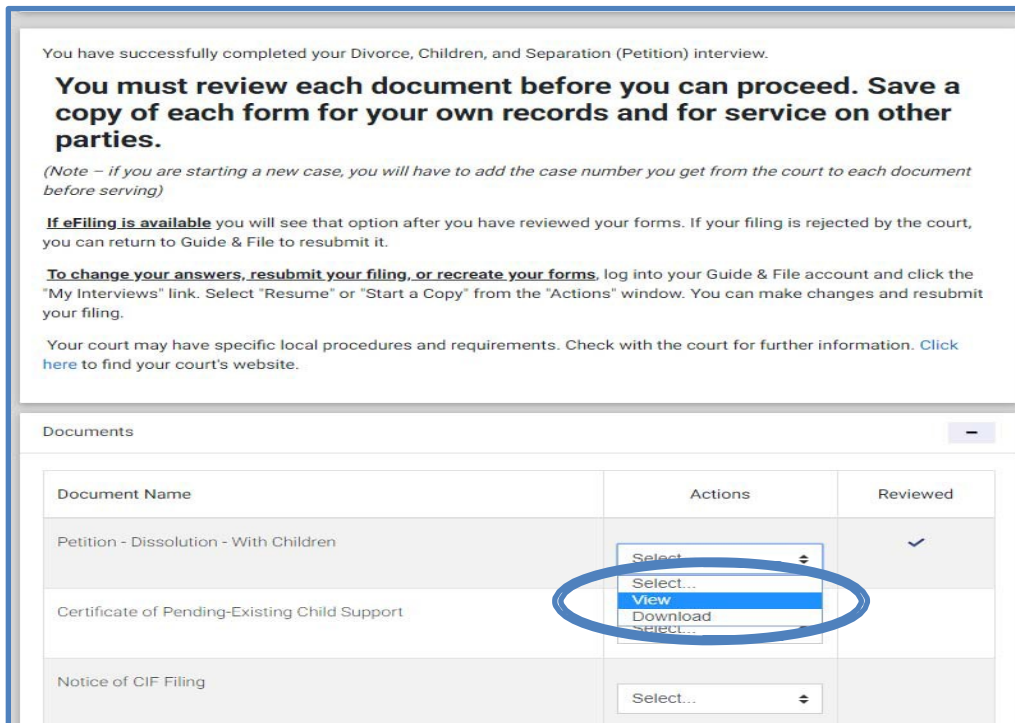 You have successfully completed your Divorce, Children, and Separation (Petition) interview.
You must review each document before you can proceed. Save a
copy of each form for your own records and for service on other
parties.
(Note – if you are starting a new case, you will have to add the case number you get from the court to each document
before serving)
If eFiling is available you will see that option after you have reviewed your forms. If your filing is rejected by the court,
you can return to Guide & File to resubmit it.
To change your answers, resubmit your filing, or recreate your forms, log into your Guide & File account and click the
"My Interviews" link. Select "Resume" or "Start a Copy" from the "Actions" window. You can make changes and resubmit
your filing.
Your court may have specific local procedures and requirements. Check with the court for further information. Click
here to find your court's website.
Documents
Document Name Actions Reviewed
Petition - Dissolution - With Children
Select...
Select...
View
Download
Certificate of Pending-Existing Child Support
Select...
Notice of CIF Filing
Select...